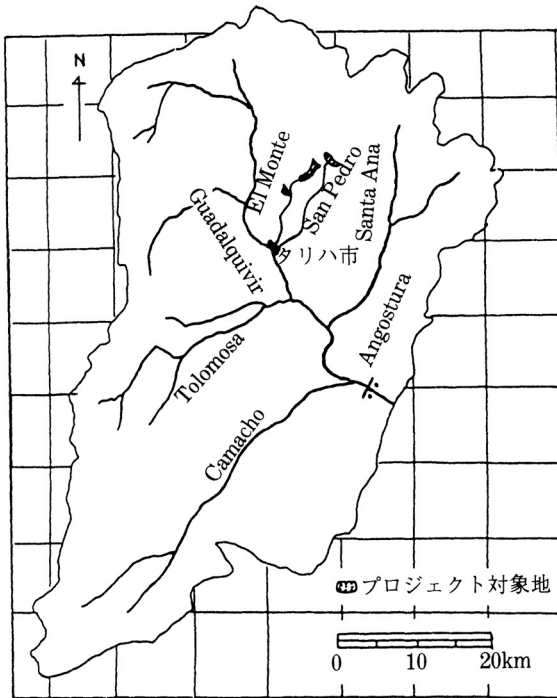 N
El Monte
San Pedro
Santa Ana
Guadalquivir
タリハ市
Angostura
Tolomosa
Camacho
プロジェクト対象地
0 10 20km